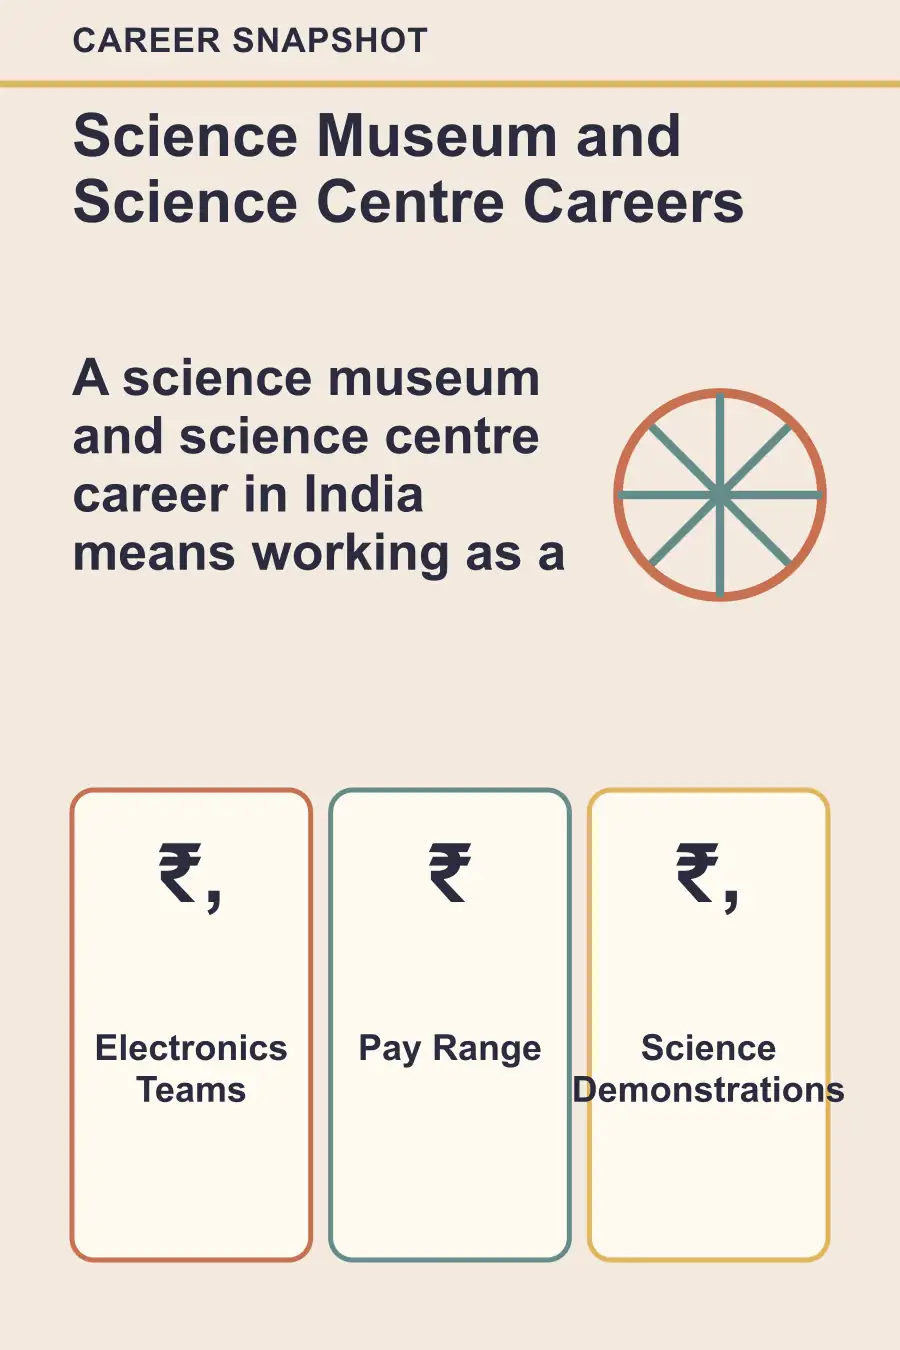 CAREER SNAPSHOT
Science Museum and
Science Centre Careers
A science museum
and science centre
career in India
means working as a
₹,
Electronics
Teams
₹
Pay Range
₹,
Science
Demonstrations